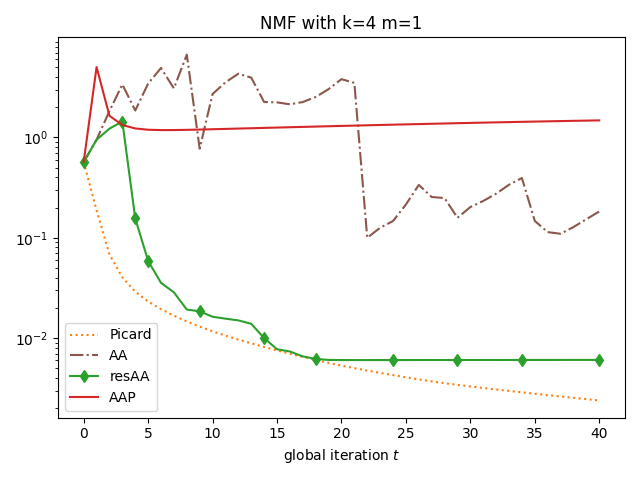 NMF with k=4 m=1
10^0
10^-1
10^-2
Picard
AA
resAA
AAP
0 5 10 15 20 25 30 35 40
global iteration t